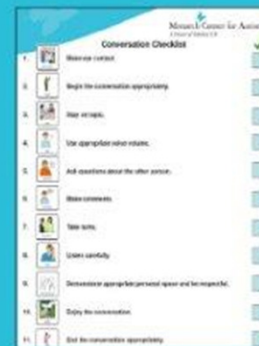 Monarch Center for Autism
Conversation Checklist
1. Make eye contact.
2. Begin the conversation appropriately.
3. Stay on topic.
4. Use appropriate voice volume.
5. Ask questions about the other person.
6. Make comments.
7. Take turns.
8. Listen carefully.
9. Demonstrate appropriate personal space and be respectful.
10. Enjoy the conversation.
11. End the conversation appropriately.